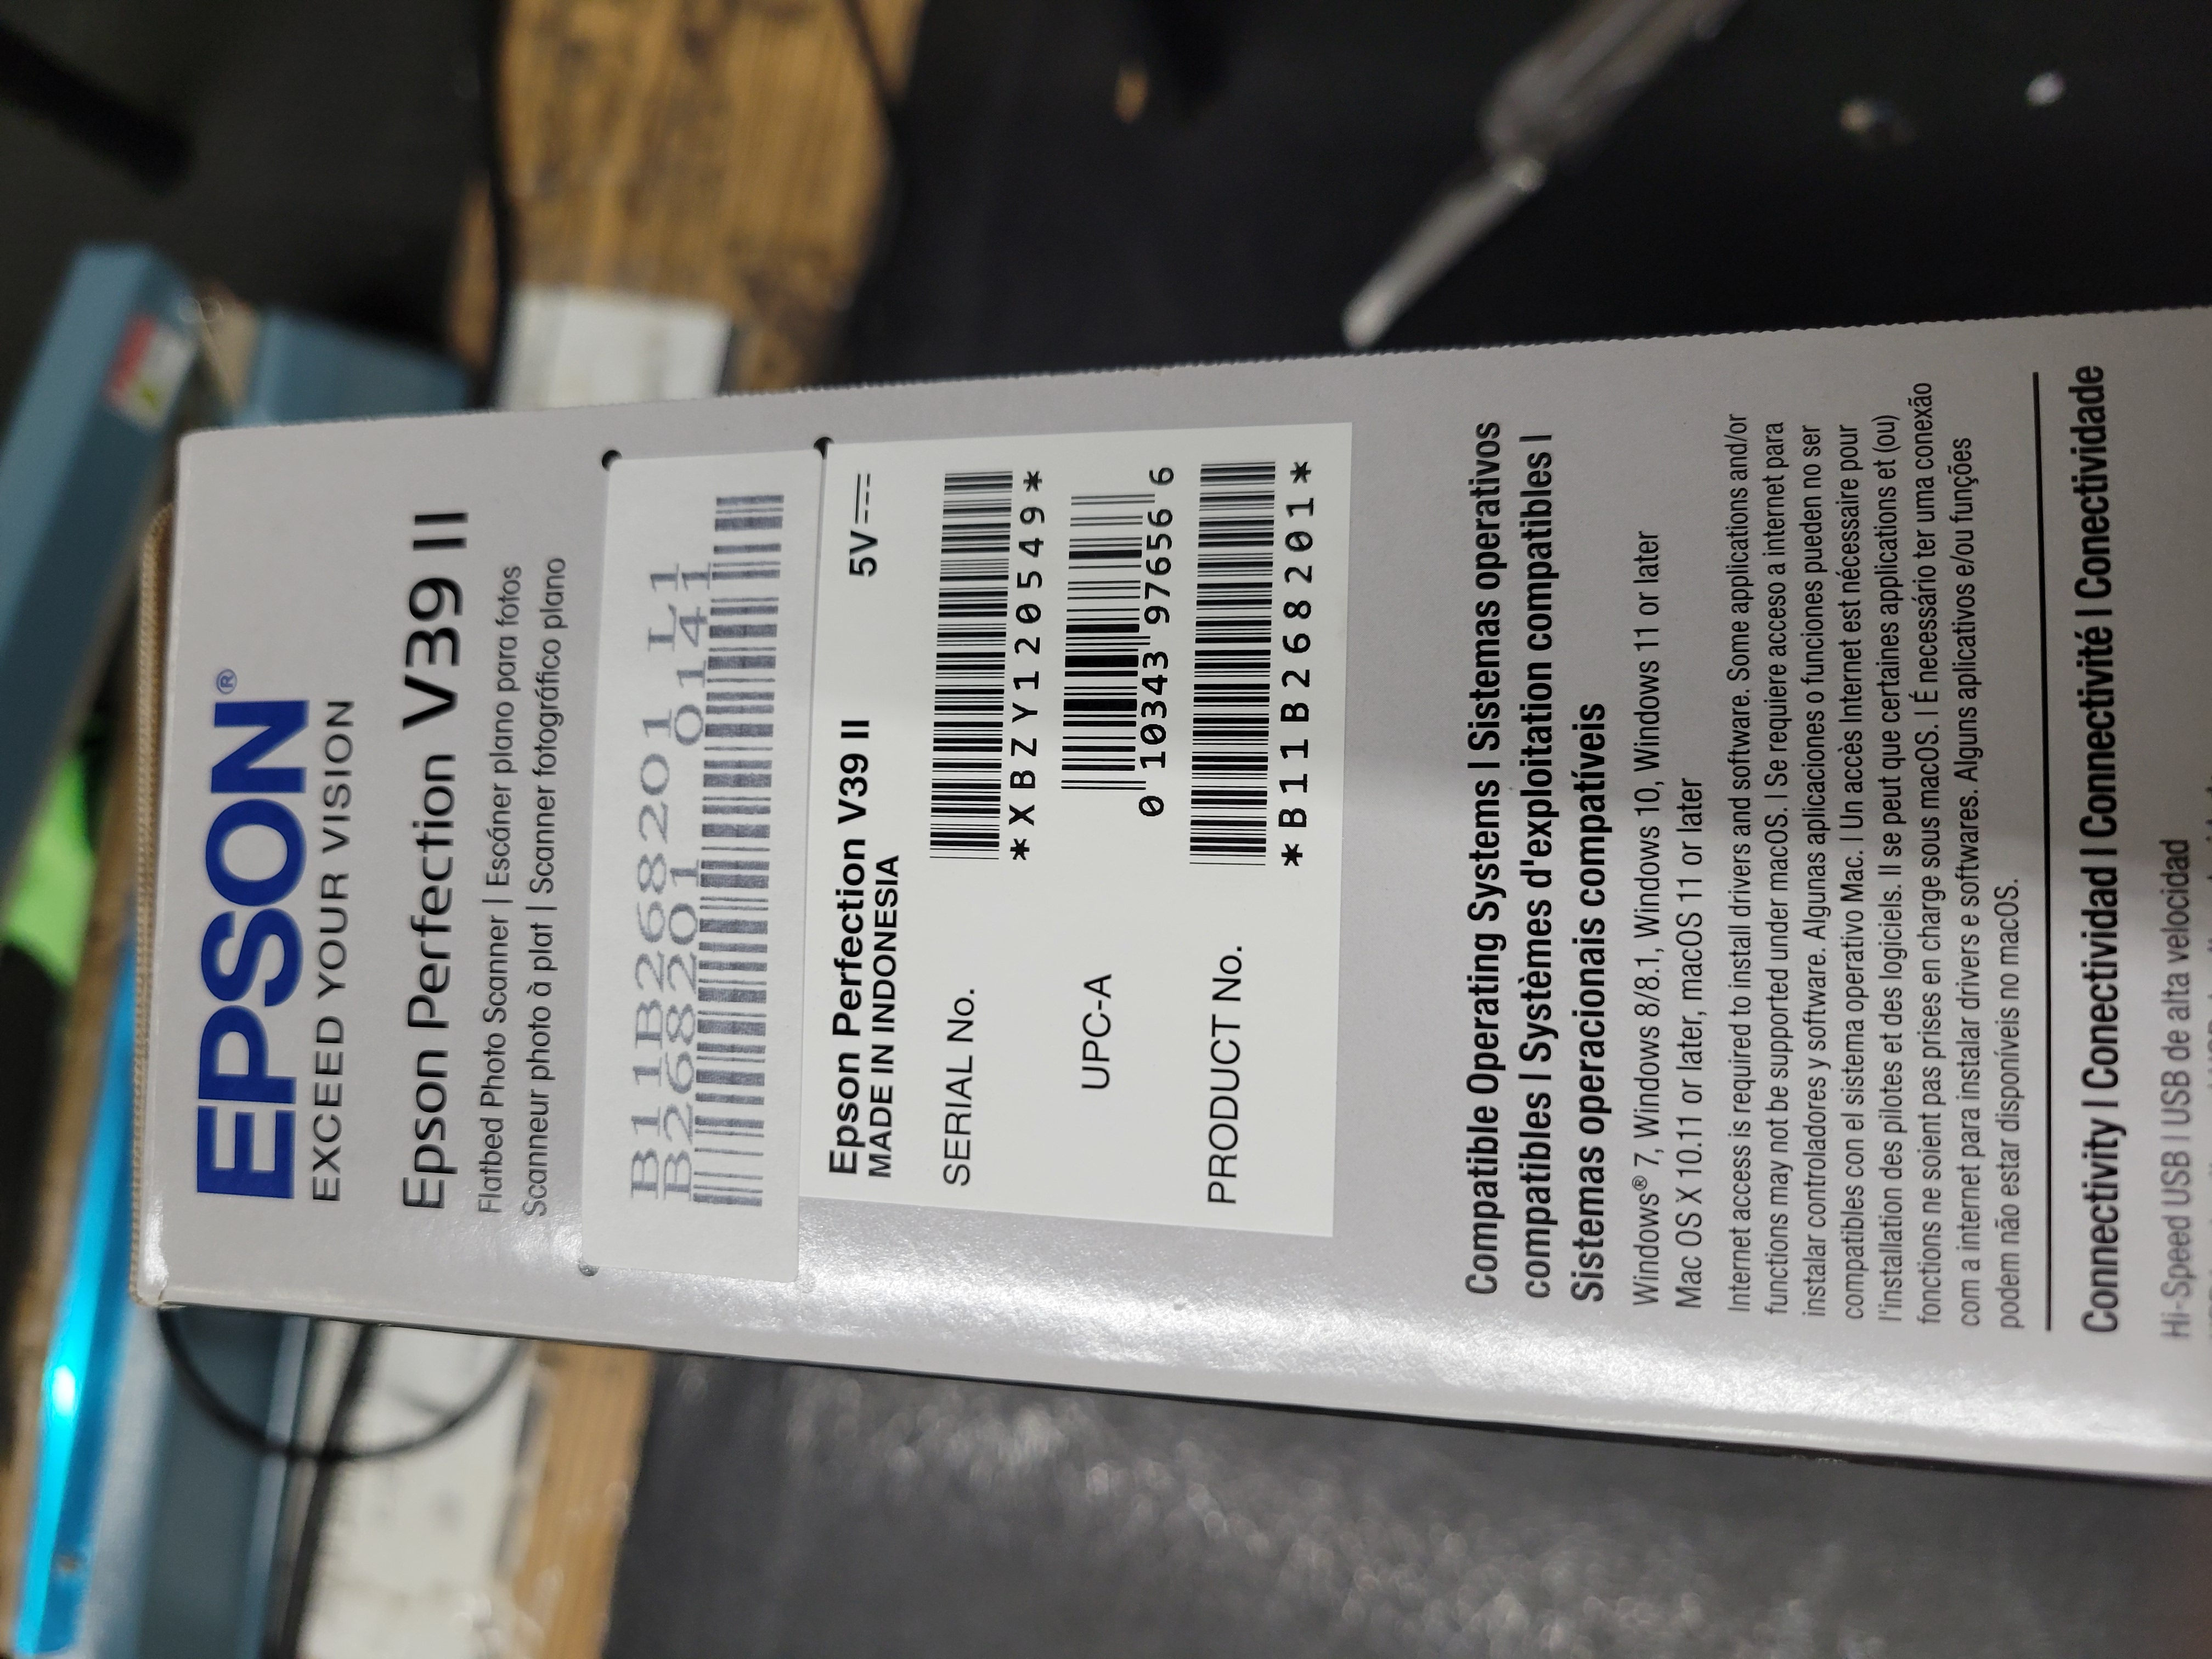 EPSON®
EXCEED YOUR VISION
Epson Perfection V39 II
Flatbed Photo Scanner | Escáner plano para fotos
Scanneur photo à plat | Scanner fotográfico plano
B11B268201 L1
B268201 0141
Epson Perfection V39 II 5V
MADE IN INDONESIA
SERIAL No.
*XBZY120549*
UPC-A
0 10343 97656 6
PRODUCT No.
*B11B268201*
Compatible Operating Systems | Sistemas operativos
compatibles | Systèmes d'exploitation compatibles |
Sistemas operacionais compatíveis
Windows® 7, Windows 8/8.1, Windows 10, Windows 11 or later
Mac OS X 10.11 or later, macOS 11 or later
Internet access is required to install drivers and software. Some applications and/or
functions may not be supported under macOS. | Se requiere acceso a internet para
instalar controladores y software. Algunas aplicaciones o funciones pueden no ser
compatibles con el sistema operativo Mac. | Un accès Internet est nécessaire pour
l'installation des pilotes et des logiciels. Il se peut que certaines applications et (ou)
fonctions ne soient pas prises en charge sous macOS. | É necessário ter uma conexão
com a internet para instalar drivers e softwares. Alguns aplicativos e/ou funções
podem não estar disponíveis no macOS.
Connectivity | Conectividad | Connectivité | Conectividade
Hi-Speed USB | USB de alta velocidad